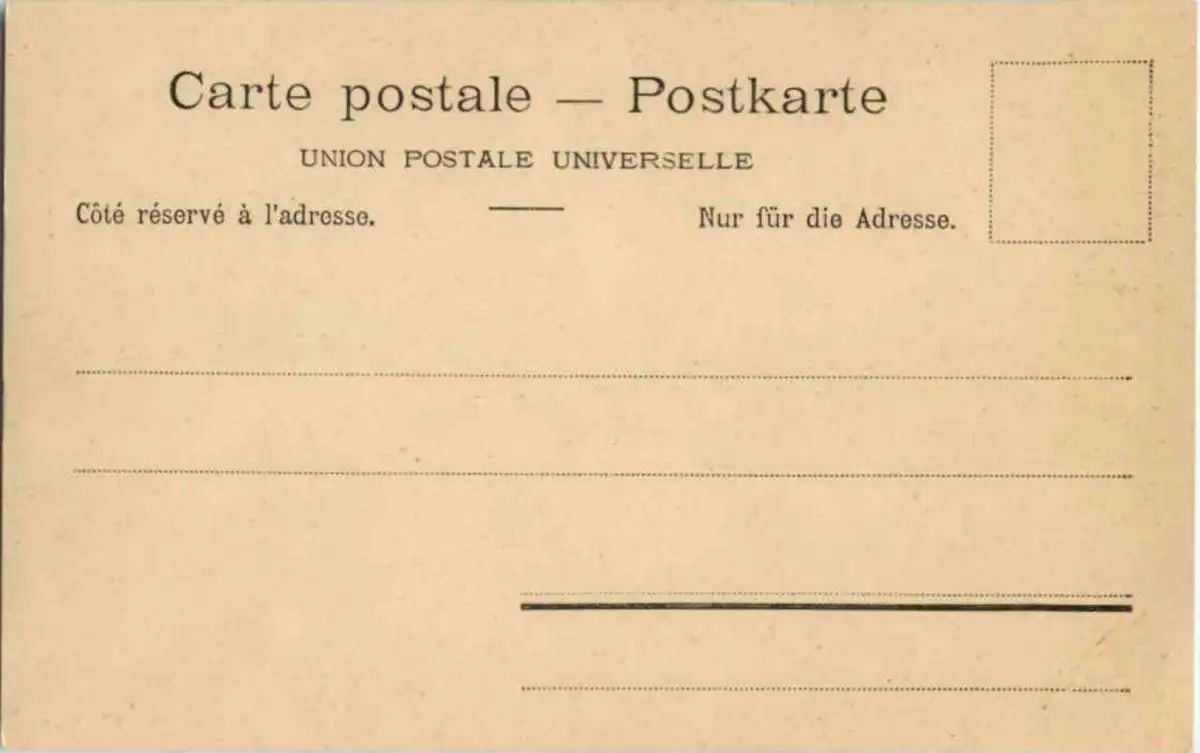 Carte postale — Postkarte
UNION POSTALE UNIVERSELLE
Côté réservé à l'adresse.
Nur für die Adresse.